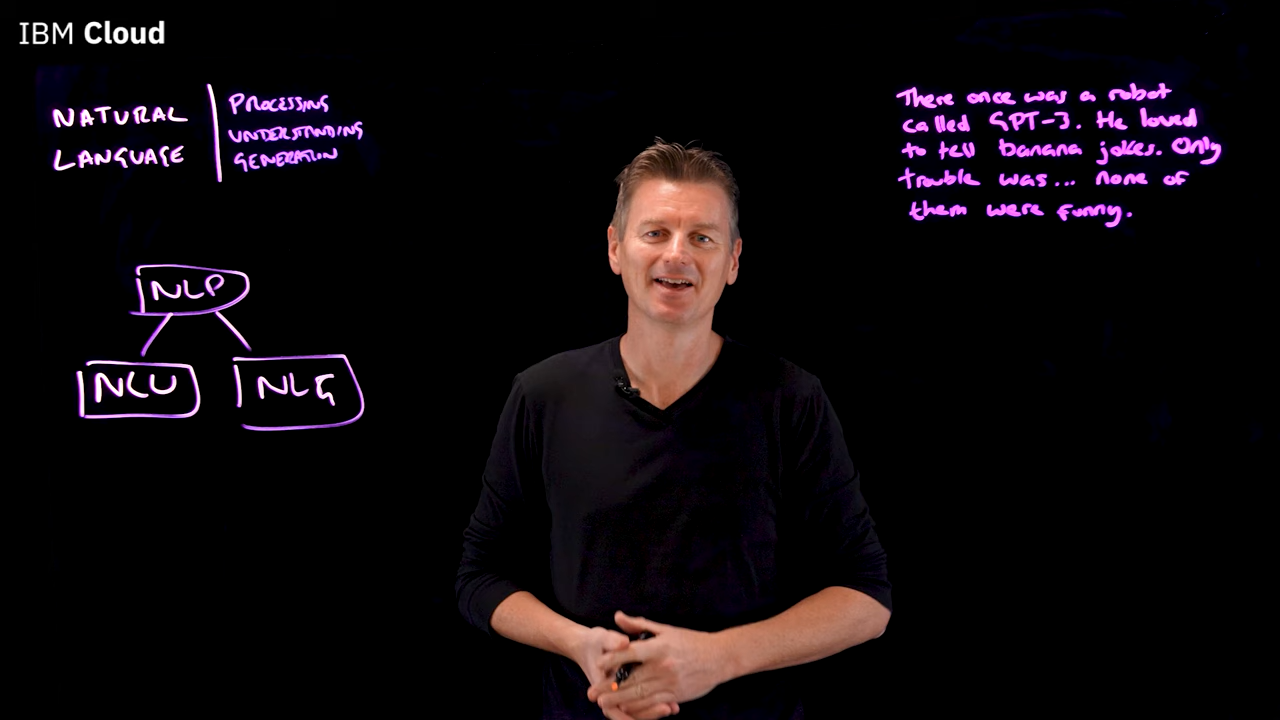 IBM Cloud
NATURAL
LANGUAGE
PROCESSING
UNDERSTANDING
GENERATION
NLP
NLU
NLG
There once was a robot
called GPT-3. He loved
to tell banana jokes. Only
trouble was... none of
them were funny.